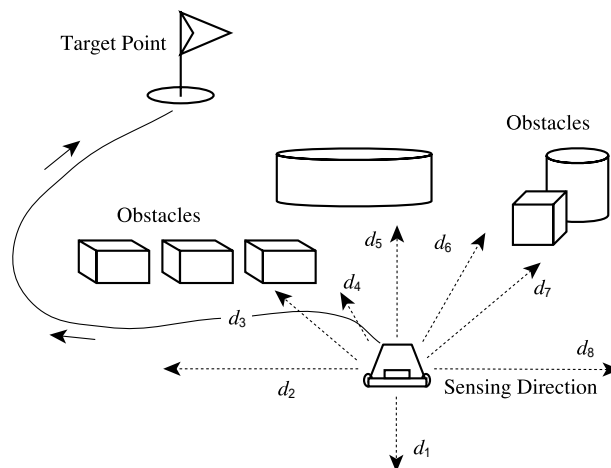 Target Point
Obstacles
Obstacles
d5
d6
d4
d7
d3
d8
d2
Sensing Direction
d1